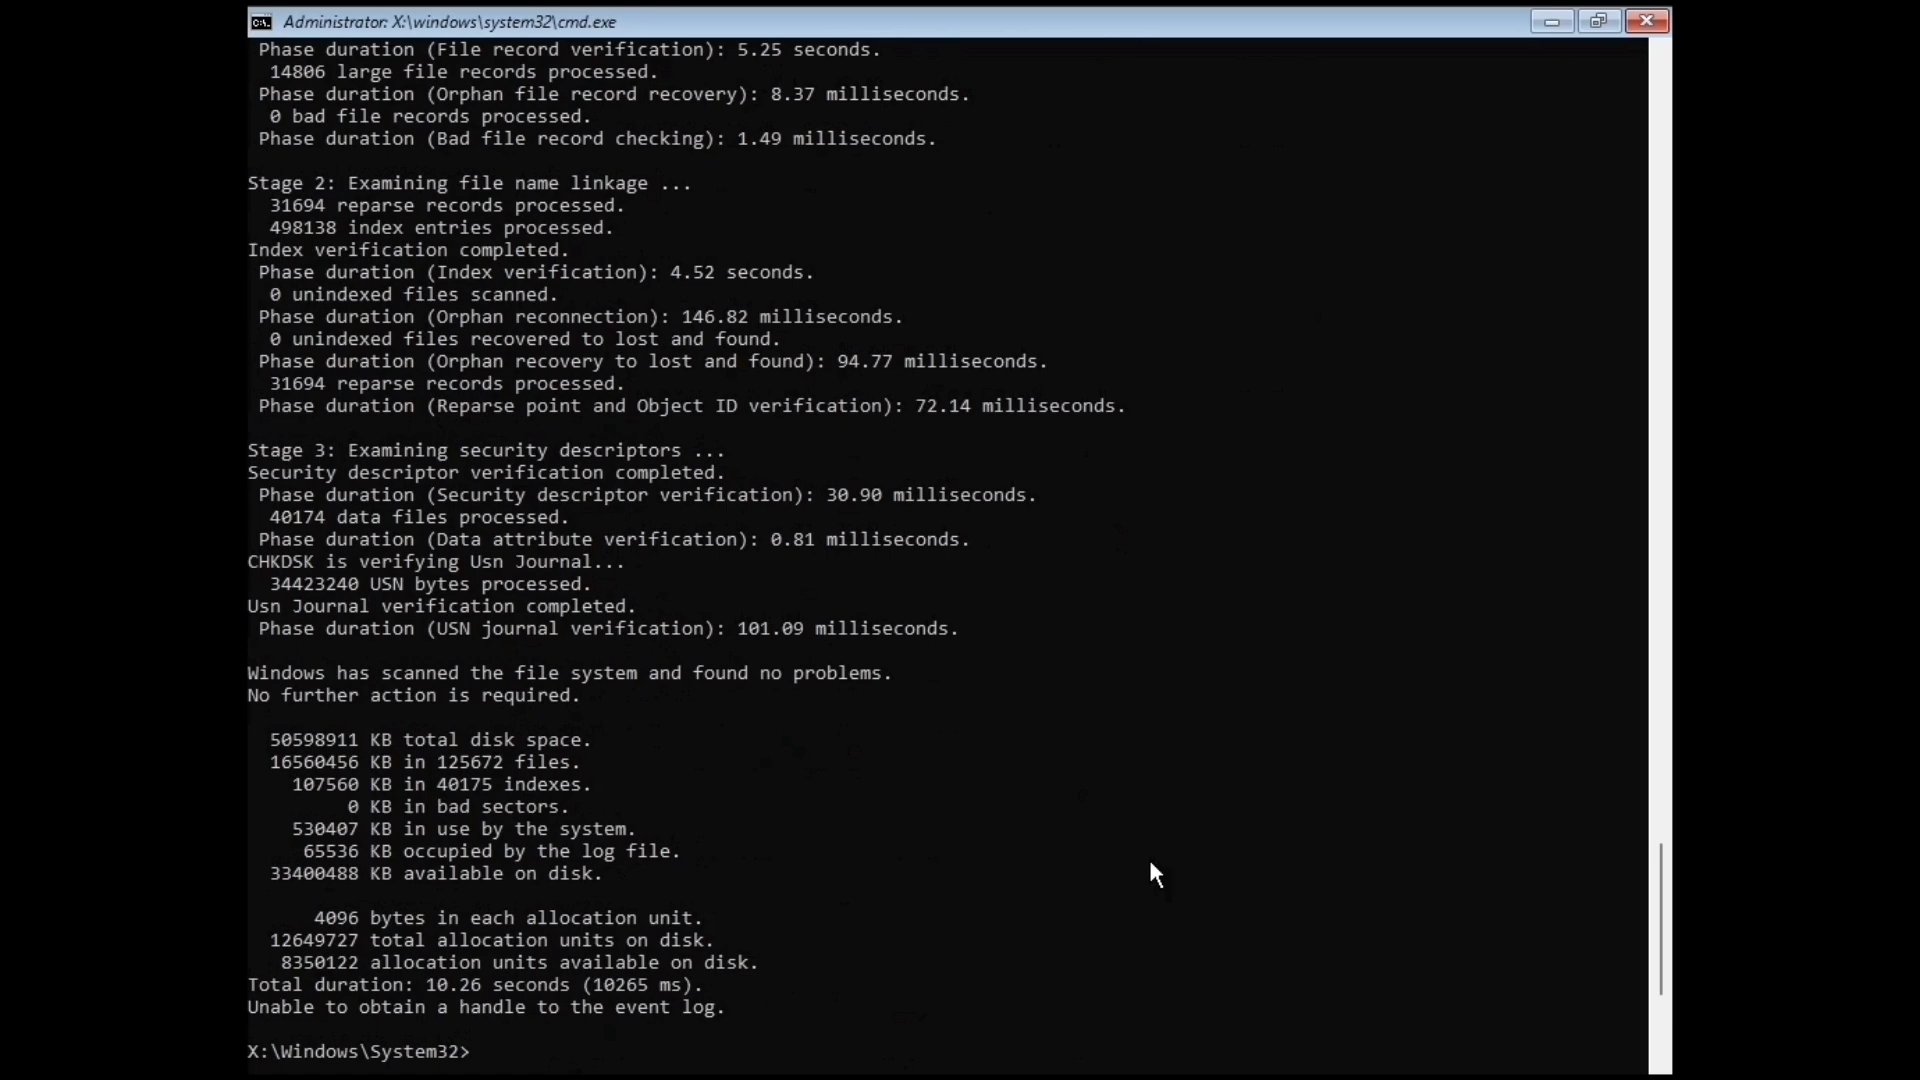 Administrator: X:\windows\system32\cmd.exe
Phase duration (File record verification): 5.25 seconds.
14806 large file records processed.
Phase duration (Orphan file record recovery): 8.37 milliseconds.
0 bad file records processed.
Phase duration (Bad file record checking): 1.49 milliseconds.
Stage 2: Examining file name linkage ...
31694 reparse records processed.
498138 index entries processed.
Index verification completed.
Phase duration (Index verification): 4.52 seconds.
0 unindexed files scanned.
Phase duration (Orphan reconnection): 146.82 milliseconds.
0 unindexed files recovered to lost and found.
Phase duration (Orphan recovery to lost and found): 94.77 milliseconds.
31694 reparse records processed.
Phase duration (Reparse point and Object ID verification): 72.14 milliseconds.
Stage 3: Examining security descriptors ...
Security descriptor verification completed.
Phase duration (Security descriptor verification): 30.90 milliseconds.
40174 data files processed.
Phase duration (Data attribute verification): 0.81 milliseconds.
CHKDSK is verifying Usn Journal...
34423240 USN bytes processed.
Usn Journal verification completed.
Phase duration (USN journal verification): 101.09 milliseconds.
Windows has scanned the file system and found no problems.
No further action is required.
50598911 KB total disk space.
16560456 KB in 125672 files.
107560 KB in 40175 indexes.
0 KB in bad sectors.
530407 KB in use by the system.
65536 KB occupied by the log file.
33400488 KB available on disk.
4096 bytes in each allocation unit.
12649727 total allocation units on disk.
8350122 allocation units available on disk.
Total duration: 10.26 seconds (10265 ms).
Unable to obtain a handle to the event log.
X:\Windows\System32>